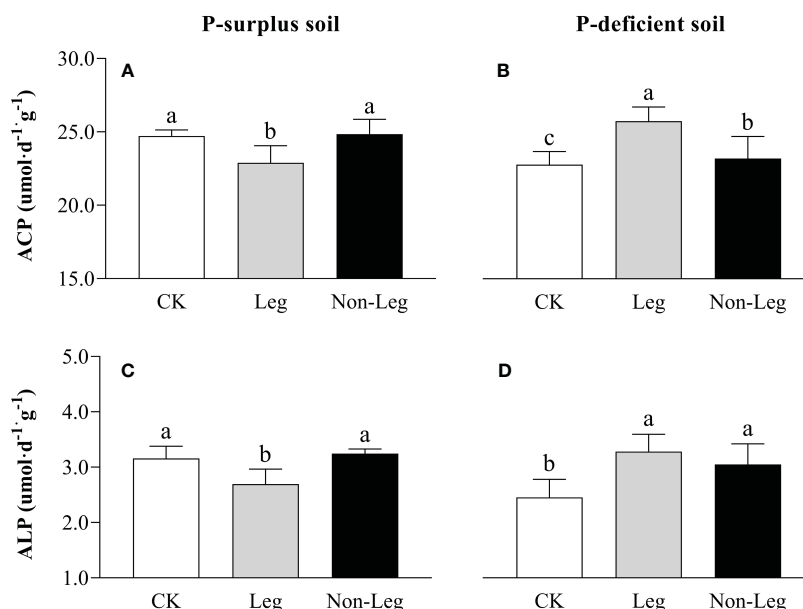 P-surplus soil
P-deficient soil
ACP (umol·d⁻¹·g⁻¹)
30.0
25.0
20.0
15.0
A
a
b
a
CK
Leg
Non-Leg
B
c
a
b
CK
Leg
Non-Leg
ALP (umol·d⁻¹·g⁻¹)
5.0
4.0
3.0
2.0
1.0
C
a
b
a
CK
Leg
Non-Leg
D
b
a
a
CK
Leg
Non-Leg